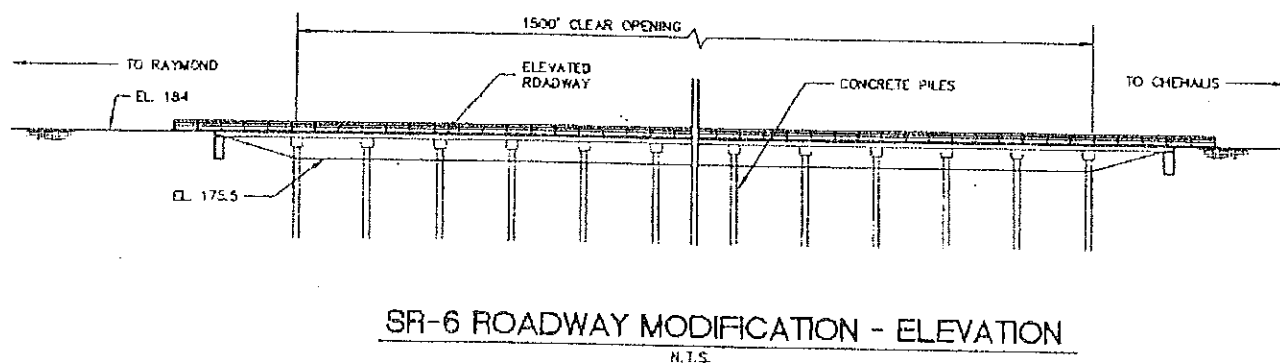 1500' CLEAR OPENING
TO RAYMOND
ELEVATED
ROADWAY
CONCRETE PILES
TO CHEHALIS
EL. 184
EL. 175.5
SR-6 ROADWAY MODIFICATION - ELEVATION
N.T.S.